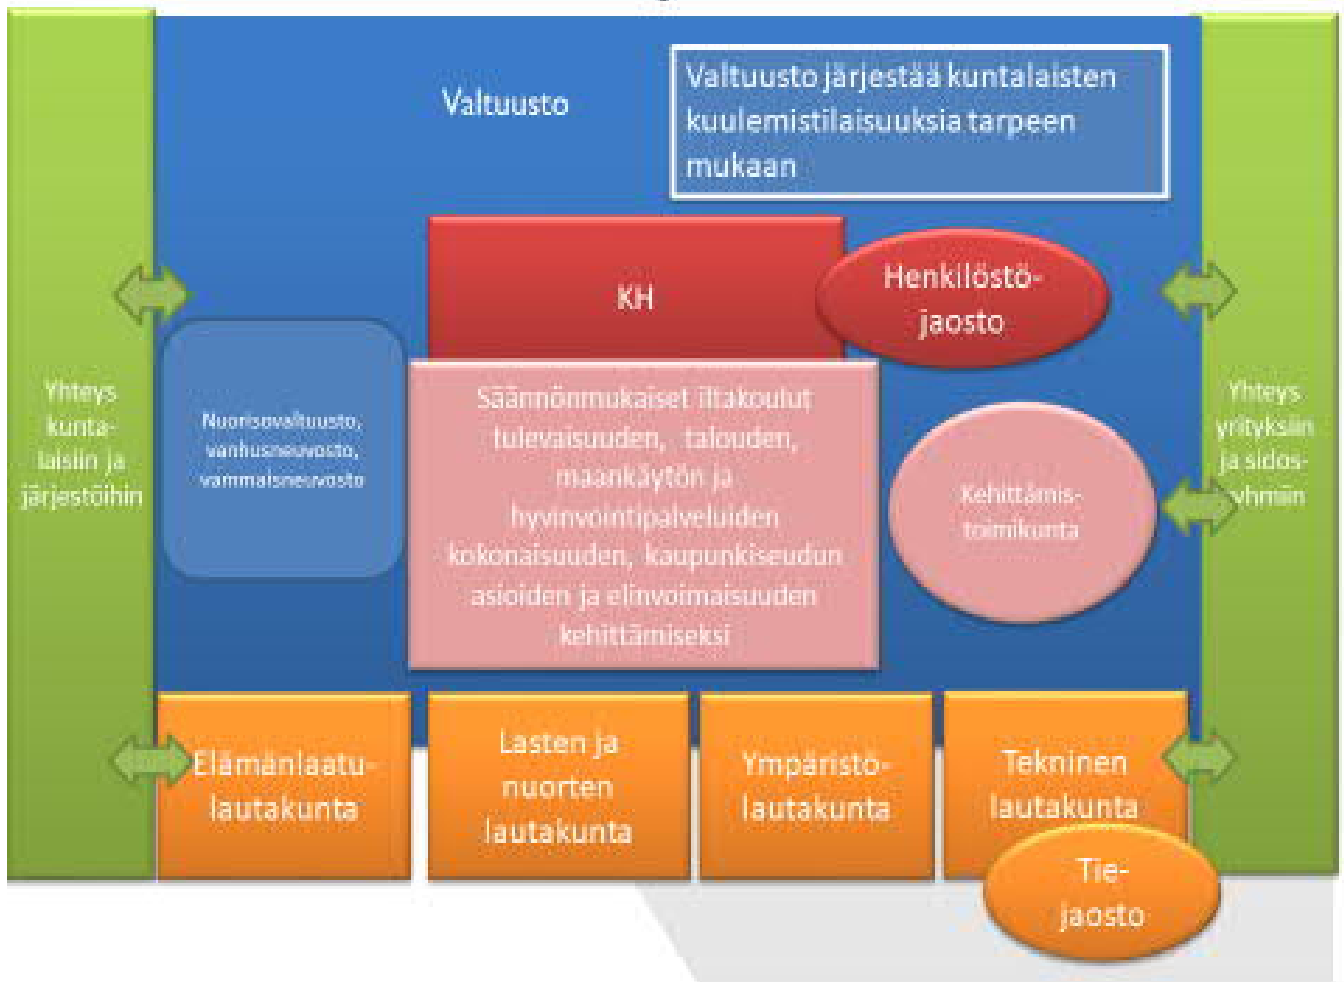 Valtuusto
Valtuusto järjestää kuntalaisten
kuulemistilaisuuksia tarpeen
mukaan
KH
Henkilöstö-
jaosto
Yhteys
kunta-
laisiin ja
järjestöihin
Nuorisovaltuusto,
vanhusneuvosto,
vammaisneuvosto
Säännönmukaiset iltakoulut
tulevaisuuden, talouden,
maankäytön ja
hyvinvointipalveluiden
kokonaisuuden, kaupunkiseudun
asioiden ja elinvoimaisuuden
kehittämiseksi
Kehittämis-
toimikunta
Yhteys
yrityksiin
ja sidos-
yhmiin
Elämänlaatu-
lautakunta
Lasten ja
nuorten
lautakunta
Ympäristö-
lautakunta
Tekninen
lautakunta
Tie-
jaosto